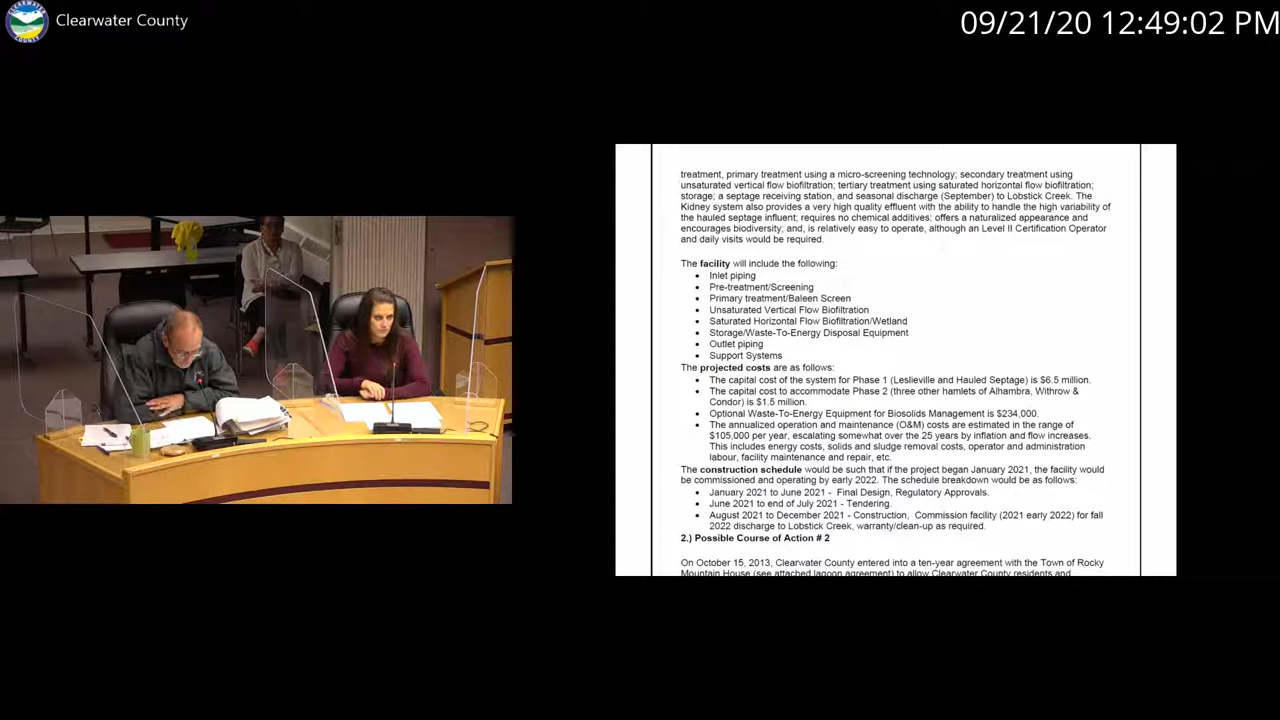 Clearwater County
09/21/20 12:49:02 PM
treatment, primary treatment using a micro-screening technology; secondary treatment using
unsaturated vertical flow biofiltration; tertiary treatment using saturated horizontal flow biofiltration;
storage; a septage receiving station, and seasonal discharge (September) to Lobstick Creek. The
Kidney system also provides a very high quality effluent with the ability to handle the high variability of
the hauled septage influent; requires no chemical additives; offers a naturalized appearance and
encourages biodiversity; and, is relatively easy to operate, although an Level II Certification Operator
and daily visits would be required.
The facility will include the following:
• Inlet piping
• Pre-treatment/Screening
• Primary treatment/Baleen Screen
• Unsaturated Vertical Flow Biofiltration
• Saturated Horizontal Flow Biofiltration/Wetland
• Storage/Waste-To-Energy Disposal Equipment
• Outlet piping
• Support Systems
The projected costs are as follows:
• The capital cost of the system for Phase 1 (Leslieville and Hauled Septage) is $6.5 million.
• The capital cost to accommodate Phase 2 (three other hamlets of Alhambra, Withrow &
Condor) is $1.5 million.
• Optional Waste-To-Energy Equipment for Biosolids Management is $234,000.
• The annualized operation and maintenance (O&M) costs are estimated in the range of
$105,000 per year, escalating somewhat over the 25 years by inflation and flow increases.
This includes energy costs, solids and sludge removal costs, operator and administration
labour, facility maintenance and repair, etc.
The construction schedule would be such that if the project began January 2021, the facility would
be commissioned and operating by early 2022. The schedule breakdown would be as follows:
• January 2021 to June 2021 - Final Design, Regulatory Approvals.
• June 2021 to end of July 2021 - Tendering.
• August 2021 to December 2021 - Construction, Commission facility (2021 early 2022) for fall
2022 discharge to Lobstick Creek, warranty/clean-up as required.
2.) Possible Course of Action # 2
On October 15, 2013, Clearwater County entered into a ten-year agreement with the Town of Rocky
Mountain House (see attached lagoon agreement) to allow Clearwater County residents and